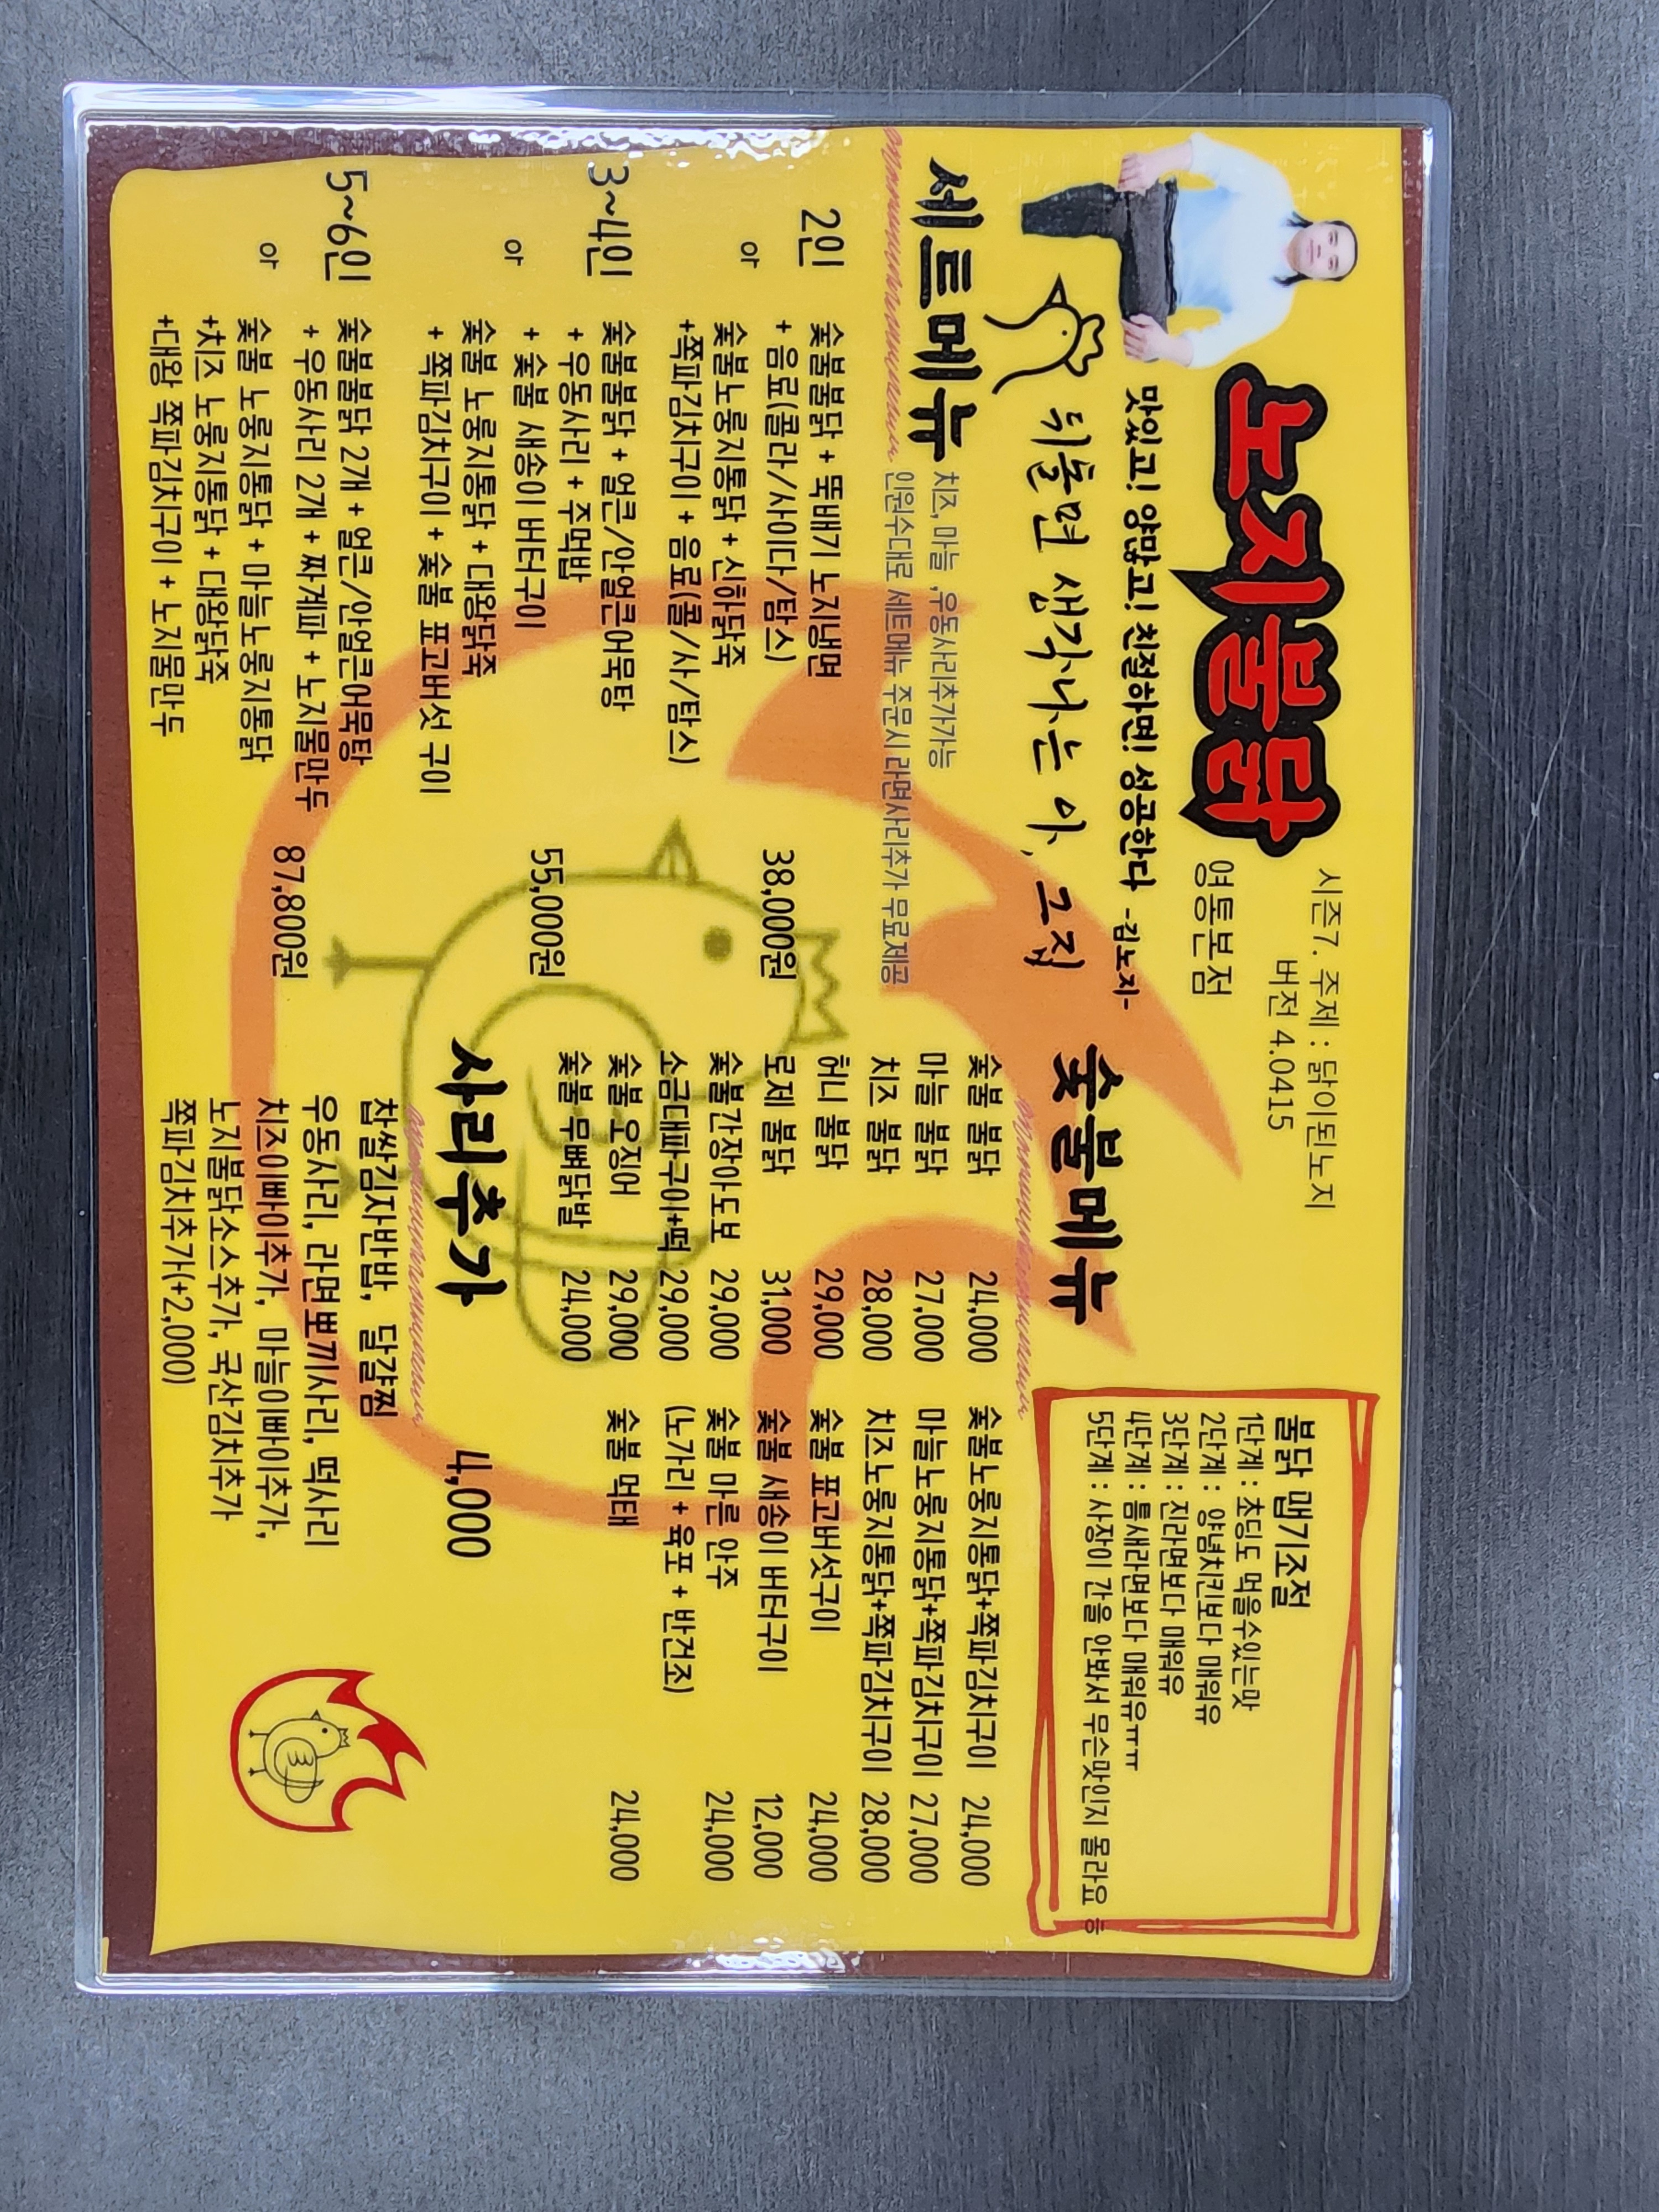 노지불닭
영통본점
시즌7. 주제 : 닭이된노지
버전 4.0415
맛있고! 양많고! 친절하면! 성공한다 -김노지-
뒤돌면 생각나는 아, 그집
불닭 맵기조절
1단계 : 초딩도 먹을수있는맛
2단계 : 양념치킨보다 매워유
3단계 : 진라면보다 매워유
4단계 : 틈새라면보다 매워유ㅠㅠ
5단계 : 사장이 간을 안봐서 무슨맛인지 몰라요 흥
세트메뉴
치즈, 마늘 ,우동사리추가가능
인원수대로 세트메뉴 주문시 라면사리추가 무료제공
2인 숯불불닭 + 뚝배기 노지냉면
+ 음료(콜라/사이다/탐스)
or 숯불노롱지통닭 + 신하닭죽
+쪽파김치구이 + 음료(콜/사/탐스)
38,000원
3~4인 숯불불닭 + 얼큰/안얼큰어묵탕
+ 우동사리 + 주먹밥
+ 숯불 새송이 버터구이
or 숯불 노롱지통닭 + 대왕닭죽
+ 쪽파김치구이 + 숯불 표고버섯 구이
55,000원
5~6인 숯불불닭 2개 + 얼큰/안얼큰어묵탕
+ 우동사리 2개 + 짜계파 + 노지물만두
or 숯불 노롱지통닭 + 마늘노롱지통닭
+치즈 노롱지통닭 + 대왕닭죽
+대왕 쪽파김치구이 + 노지물만두
87,800원
숯불메뉴
숯불 불닭 24,000
마늘 불닭 27,000
치즈 불닭 28,000
허니 불닭 29,000
로제 불닭 31,000
숯불간장아도보 29,000
소금대파구이+떡 29,000
숯불 오징어 29,000
숯불 무뼈닭발 24,000
숯불노롱지통닭+쪽파김치구이 24,000
마늘노롱지통닭+쪽파김치구이 27,000
치즈노롱지통닭+쪽파김치구이 28,000
숯불 표고버섯구이 24,000
숯불 새송이 버터구이 12,000
숯불 마른 안주 24,000
(노가리 + 육포 + 반건조)
숯불 먹태 24,000
사리추가 4,000
찹쌀김자반밥, 달걀찜
우동사리, 라면뽀끼사리, 떡사리
치즈이빠이추가, 마늘이빠이추가,
노지불닭소스추가, 국산김치추가
쪽파김치추가(+2,000)